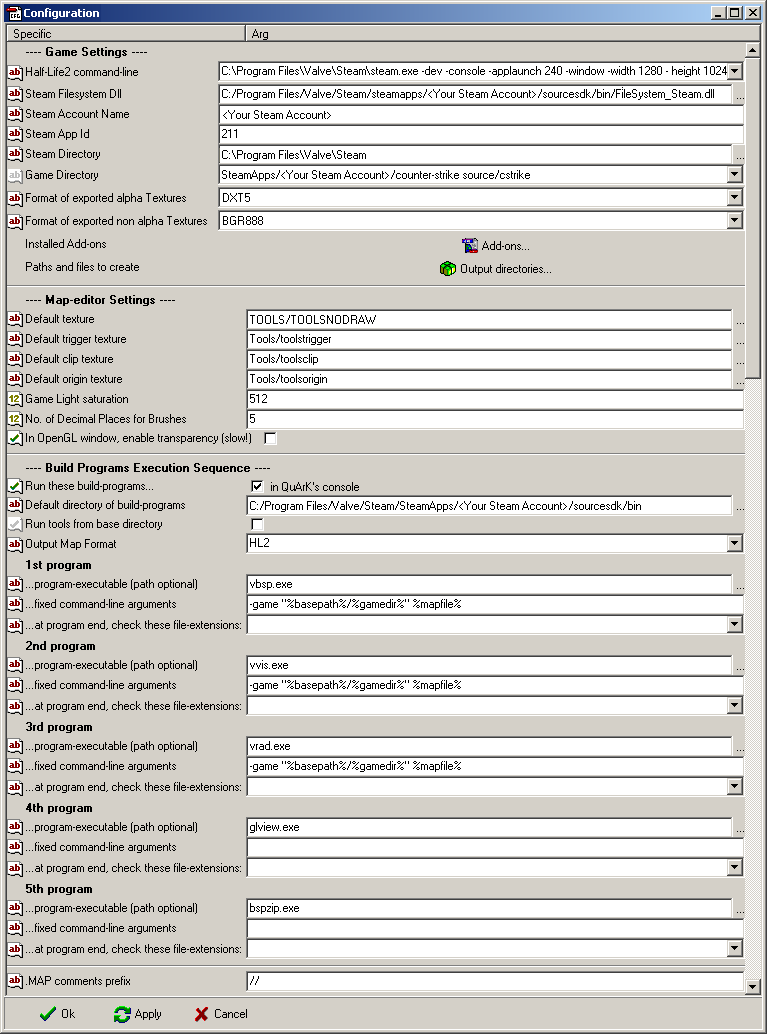 Configuration
Specific Arg
---- Game Settings ----
Half-Life2 command-line C:\Program Files\Valve\Steam\steam.exe -dev -console -applaunch 240 -window -width 1280 - height 1024
Steam Filesystem Dll C:/Program Files/Valve/Steam/steamapps/<Your Steam Account>/sourcesdk/bin/FileSystem_Steam.dll ...
Steam Account Name <Your Steam Account>
Steam App Id 211
Steam Directory C:\Program Files\Valve\Steam ...
Game Directory SteamApps/<Your Steam Account>/counter-strike source/cstrike
Format of exported alpha Textures DXT5
Format of exported non alpha Textures BGR888
Installed Add-ons Add-ons...
Paths and files to create Output directories...
---- Map-editor Settings ----
Default texture TOOLS/TOOLSNODRAW ...
Default trigger texture Tools/toolstrigger ...
Default clip texture Tools/toolsclip ...
Default origin texture Tools/toolsorigin ...
Game Light saturation 512
No. of Decimal Places for Brushes 5
In OpenGL window, enable transparency (slow!)
---- Build Programs Execution Sequence ----
Run these build-programs... in QuArK's console
Default directory of build-programs C:/Program Files/Valve/Steam/SteamApps/<Your Steam Account>/sourcesdk/bin ...
Run tools from base directory
Output Map Format HL2
1st program
...program-executable (path optional) vbsp.exe ...
...fixed command-line arguments -game "%basepath%/%gamedir%" %mapfile%
...at program end, check these file-extensions:
2nd program
...program-executable (path optional) vvis.exe ...
...fixed command-line arguments -game "%basepath%/%gamedir%" %mapfile%
...at program end, check these file-extensions:
3rd program
...program-executable (path optional) vrad.exe ...
...fixed command-line arguments -game "%basepath%/%gamedir%" %mapfile%
...at program end, check these file-extensions:
4th program
...program-executable (path optional) glview.exe ...
...fixed command-line arguments
...at program end, check these file-extensions:
5th program
...program-executable (path optional) bspzip.exe ...
...fixed command-line arguments
...at program end, check these file-extensions:
.MAP comments prefix //
Ok Apply Cancel